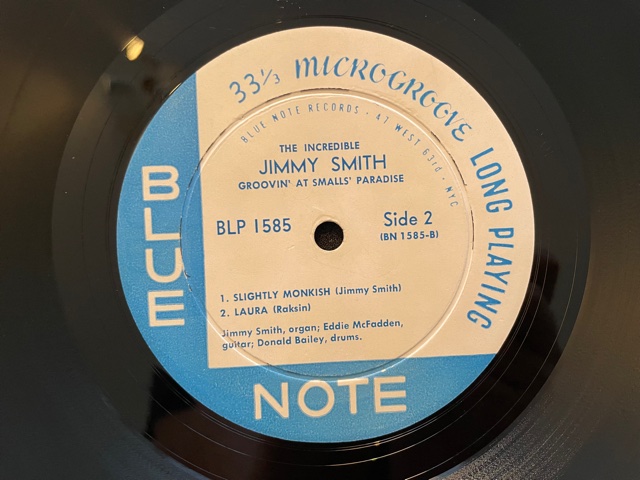 33⅓ MICROGROOVE LONG PLAYING
BLUE NOTE RECORDS · 47 WEST 63rd · NYC
THE INCREDIBLE
JIMMY SMITH
GROOVIN' AT SMALLS' PARADISE
BLP 1585
Side 2
(BN 1585-B)
1. SLIGHTLY MONKISH (Jimmy Smith)
2. LAURA (Raksin)
Jimmy Smith, organ; Eddie McFadden,
guitar; Donald Bailey, drums.
BLUE
NOTE